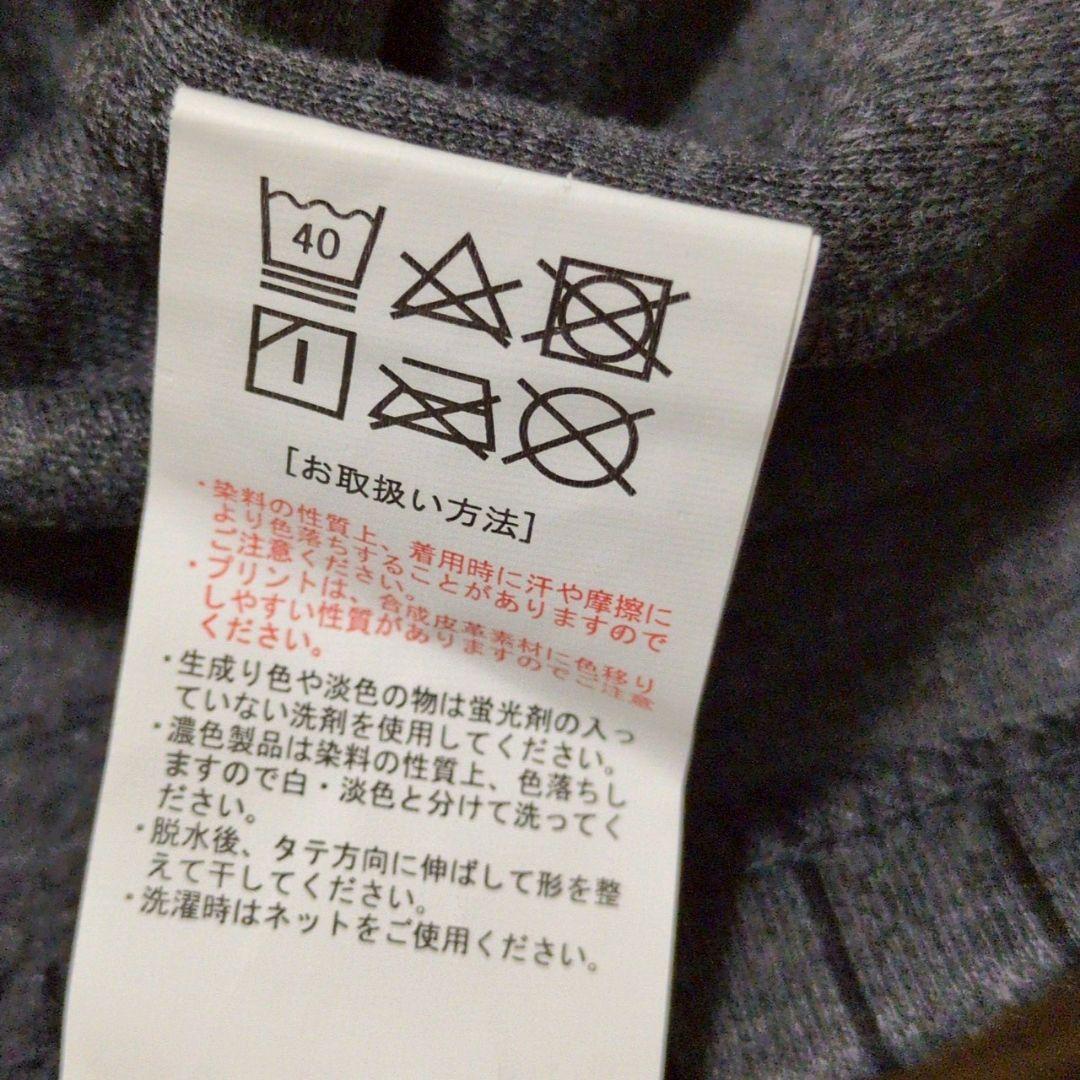 40
[お取扱い方法]
・染料の性質上、着用時に汗や摩擦に
より色落ちすることがありますので
ご注意ください。
・プリントは、合成皮革素材に色移り
しやすい性質がありますのでご注意
ください。
・生成り色や淡色の物は蛍光剤の入っ
ていない洗剤を使用してください。
・濃色製品は染料の性質上、色落ちし
ますので白・淡色と分けて洗ってく
ださい。
・脱水後、タテ方向に伸ばして形を整
えて干してください。
・洗濯時はネットをご使用ください。